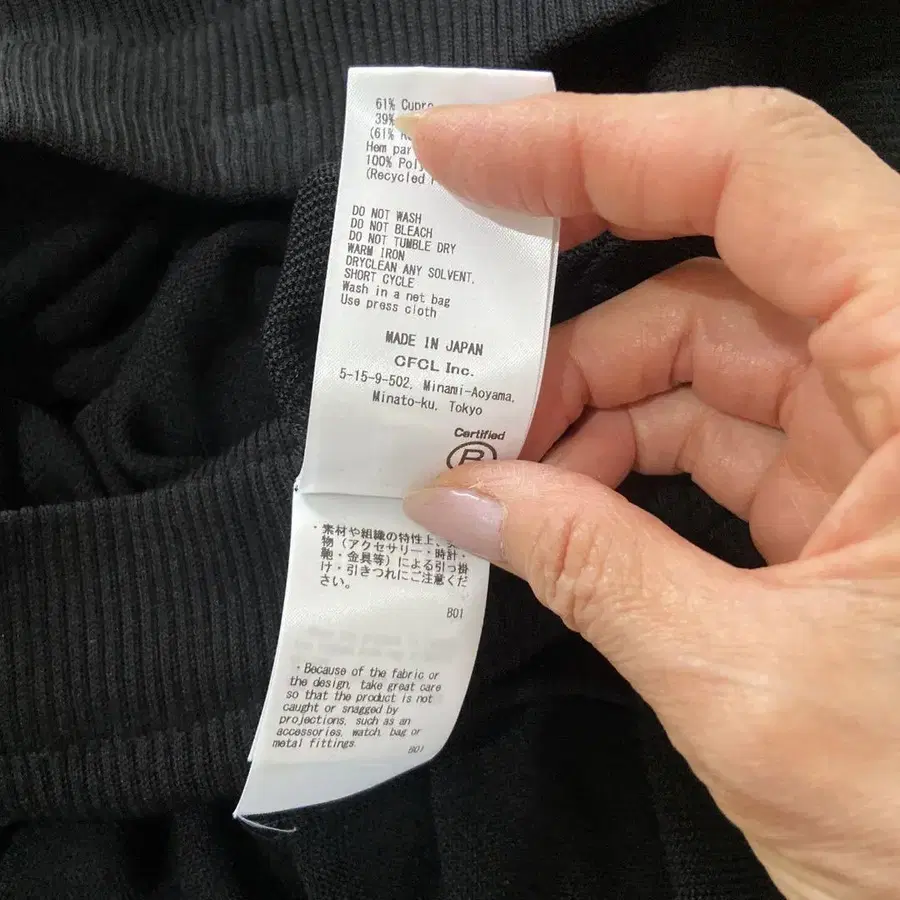 61%
39%
(61%
Hem
100%
(Recycled
DO NOT WASH
DO NOT BLEACH
DO NOT TUMBLE DRY
WARM IRON
DRYCLEAN ANY SOLVENT.
SHORT CYCLE
Wash in a net bag
Use press cloth
MADE IN JAPAN
CFCL Inc.
5-15-9-502, Minami-Aoyama,
Minato-ku, Tokyo
Certified
B
・素材や組織の特性上、
物（アクセサリー・時計・
鞄・金具等）による引っ掛
け・引きつれにご注意くだ
さい。
B01
・Because of the fabric or
the design, take great care
so that the product is not
caught or snagged by
projections, such as an
accessories, watch, bag or
metal fittings.
B01